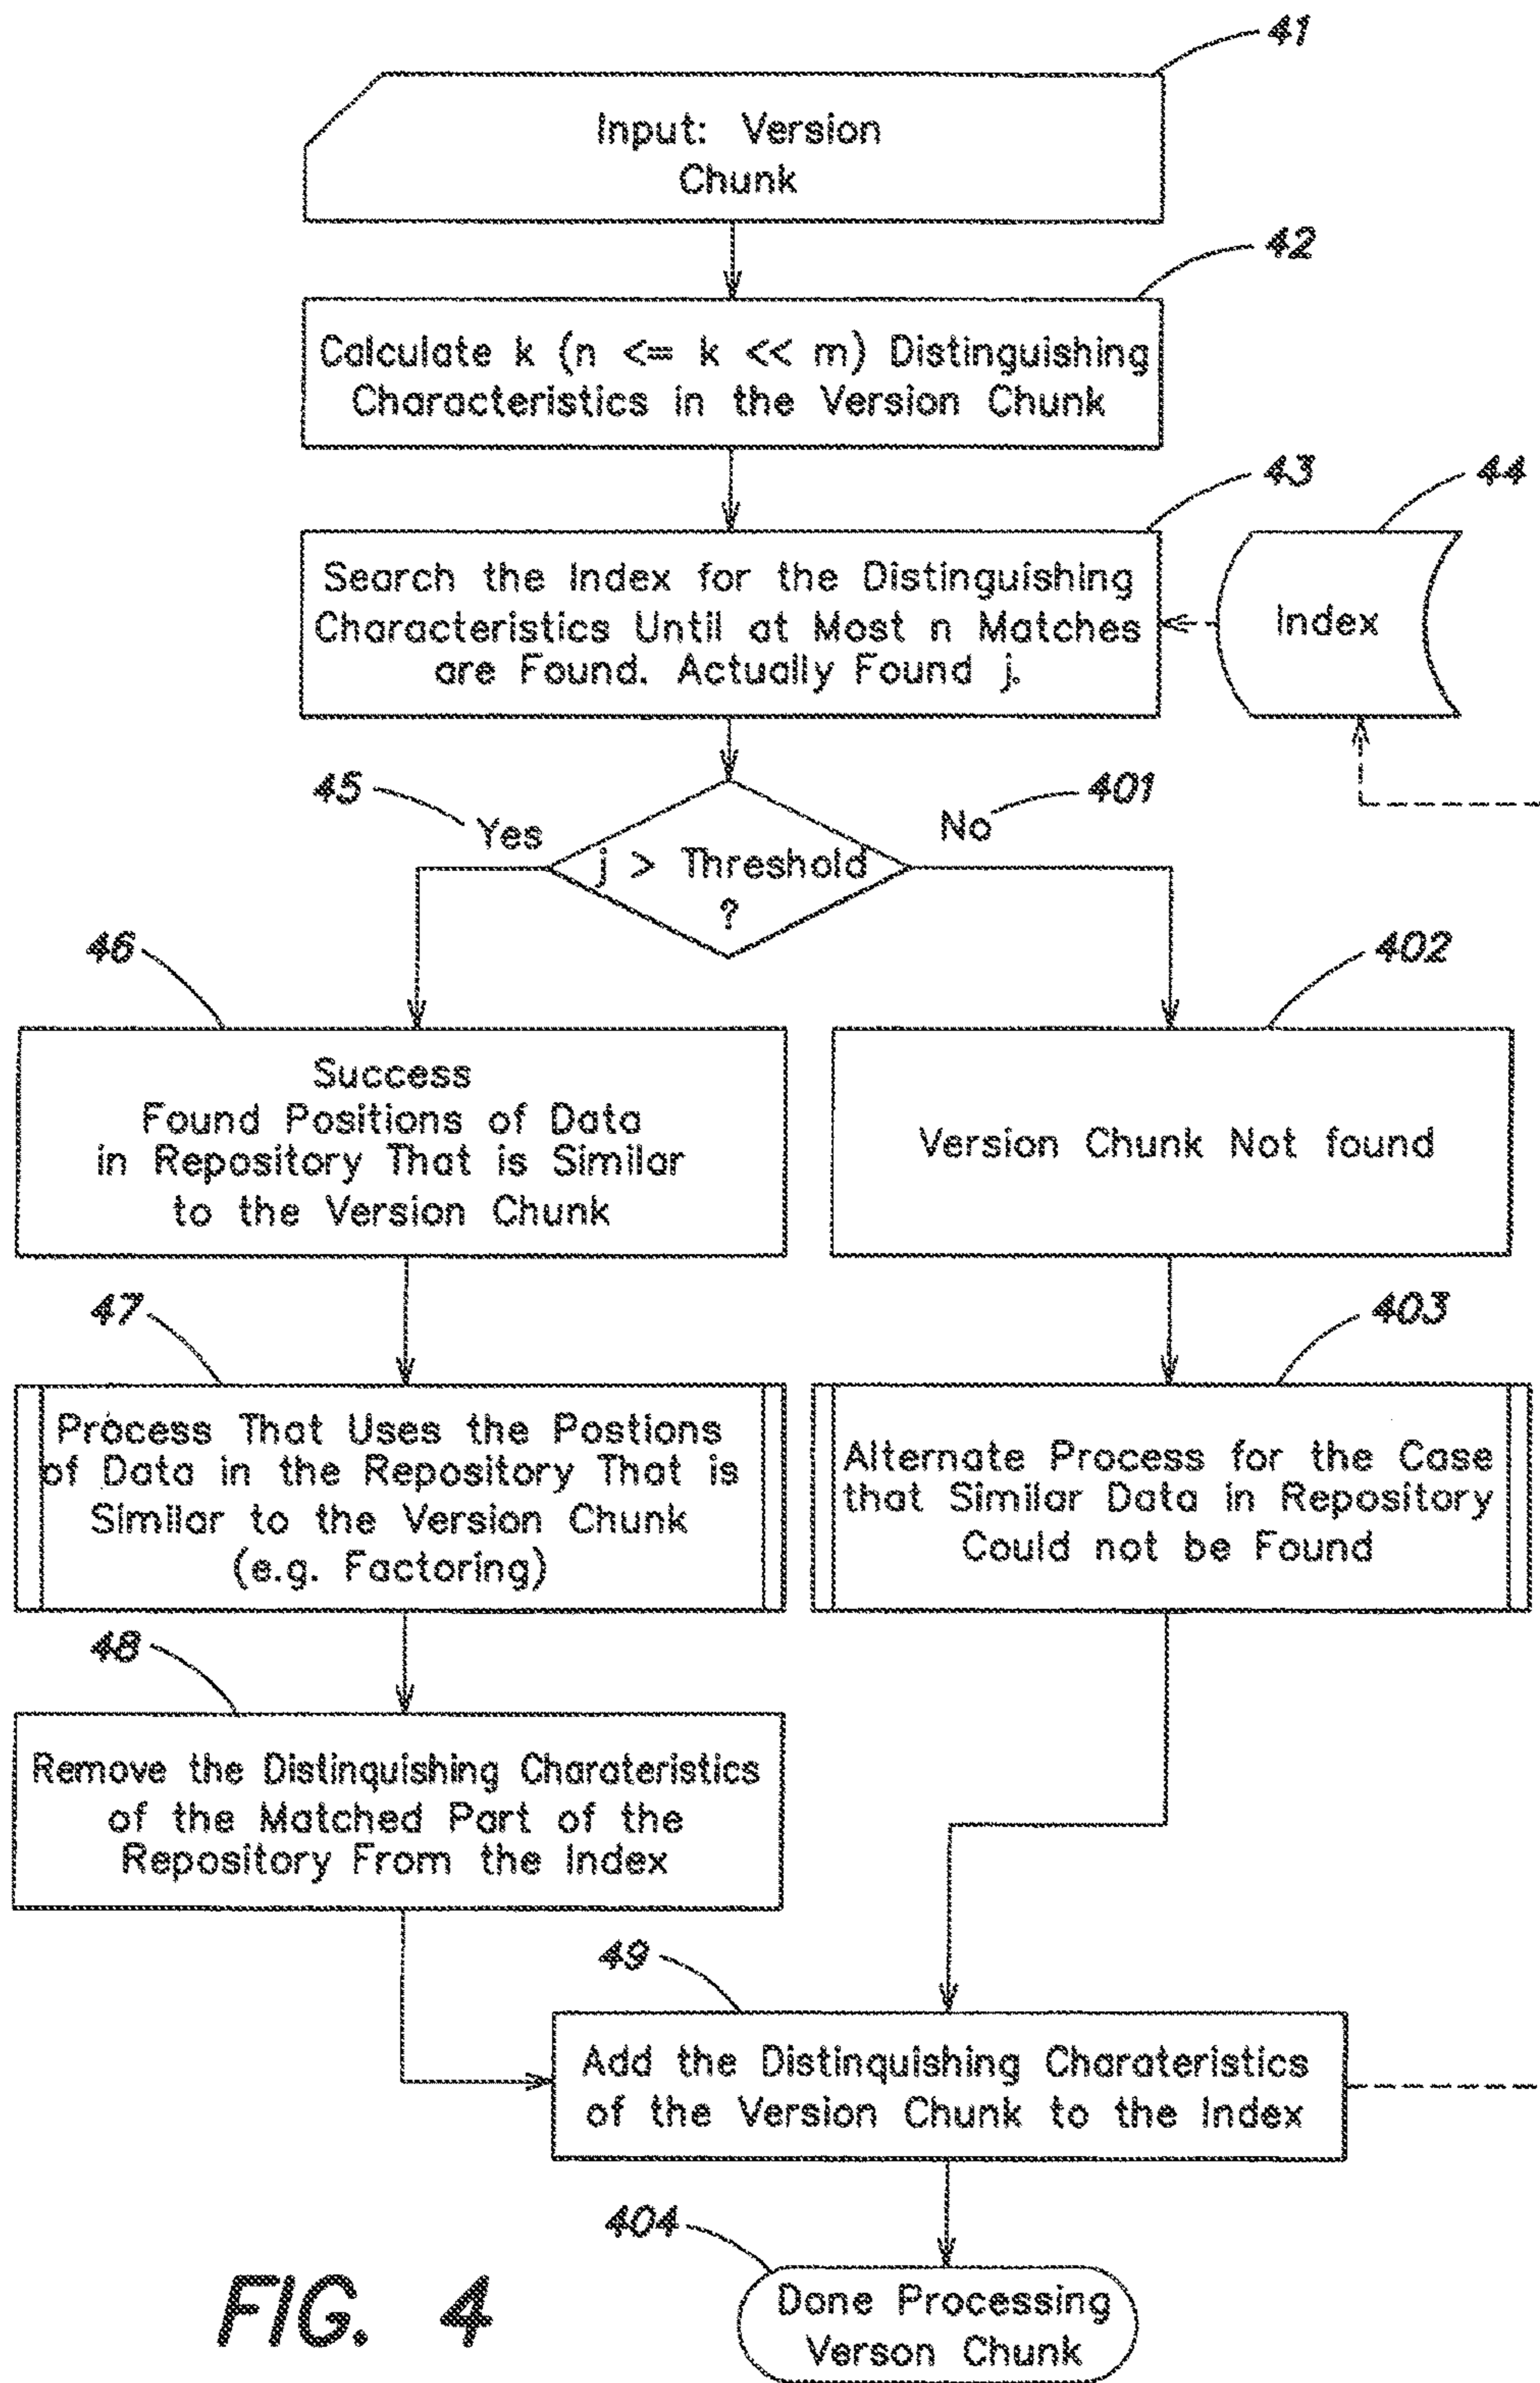 41
Input: Version
Chunk
42
Calculate k (n <= k << m) Distinguishing
Characteristics in the Version Chunk
43
44
Search the Index for the Distinguishing
Characteristics Until at Most n Matches
are Found. Actually Found j.
Index
45
Yes
No
401
j > Threshold
?
46
402
Success
Found Positions of Data
in Repository That is Similar
to the Version Chunk
Version Chunk Not found
47
403
Process That Uses the Postions
of Data in the Repository That is
Similar to the Version Chunk
(e.g. Factoring)
Alternate Process for the Case
that Similar Data in Repository
Could not be Found
48
Remove the Distinquishing Charateristics
of the Matched Part of the
Repository From the Index
49
Add the Distinquishing Charateristics
of the Version Chunk to the Index
404
Done Processing
Verson Chunk
FIG. 4